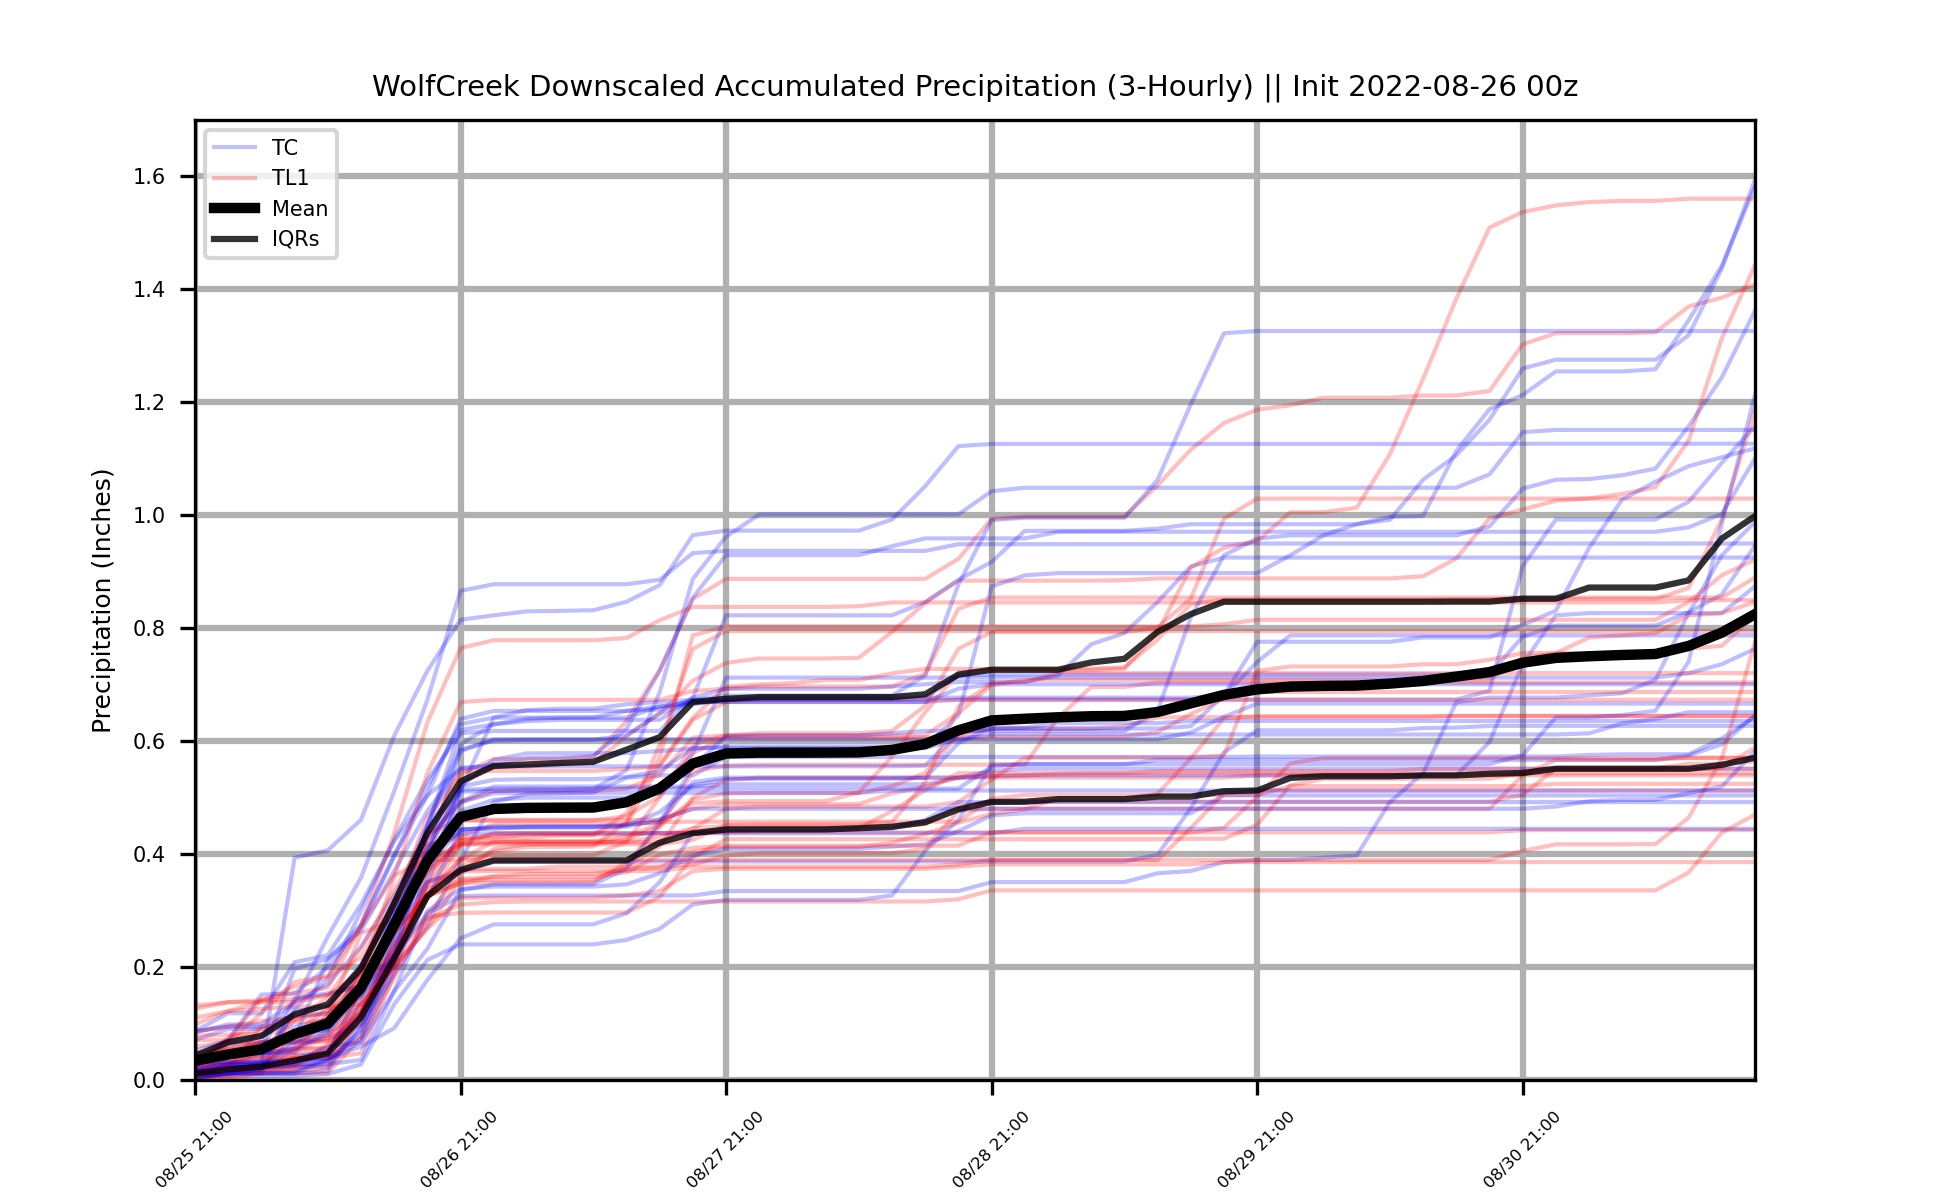 WolfCreek Downscaled Accumulated Precipitation (3-Hourly) || Init 2022-08-26 00z
TC
TL1
Mean
IQRs
Precipitation (Inches)
1.6
1.4
1.2
1.0
0.8
0.6
0.4
0.2
0.0
08/25 21:00
08/26 21:00
08/27 21:00
08/28 21:00
08/29 21:00
08/30 21:00